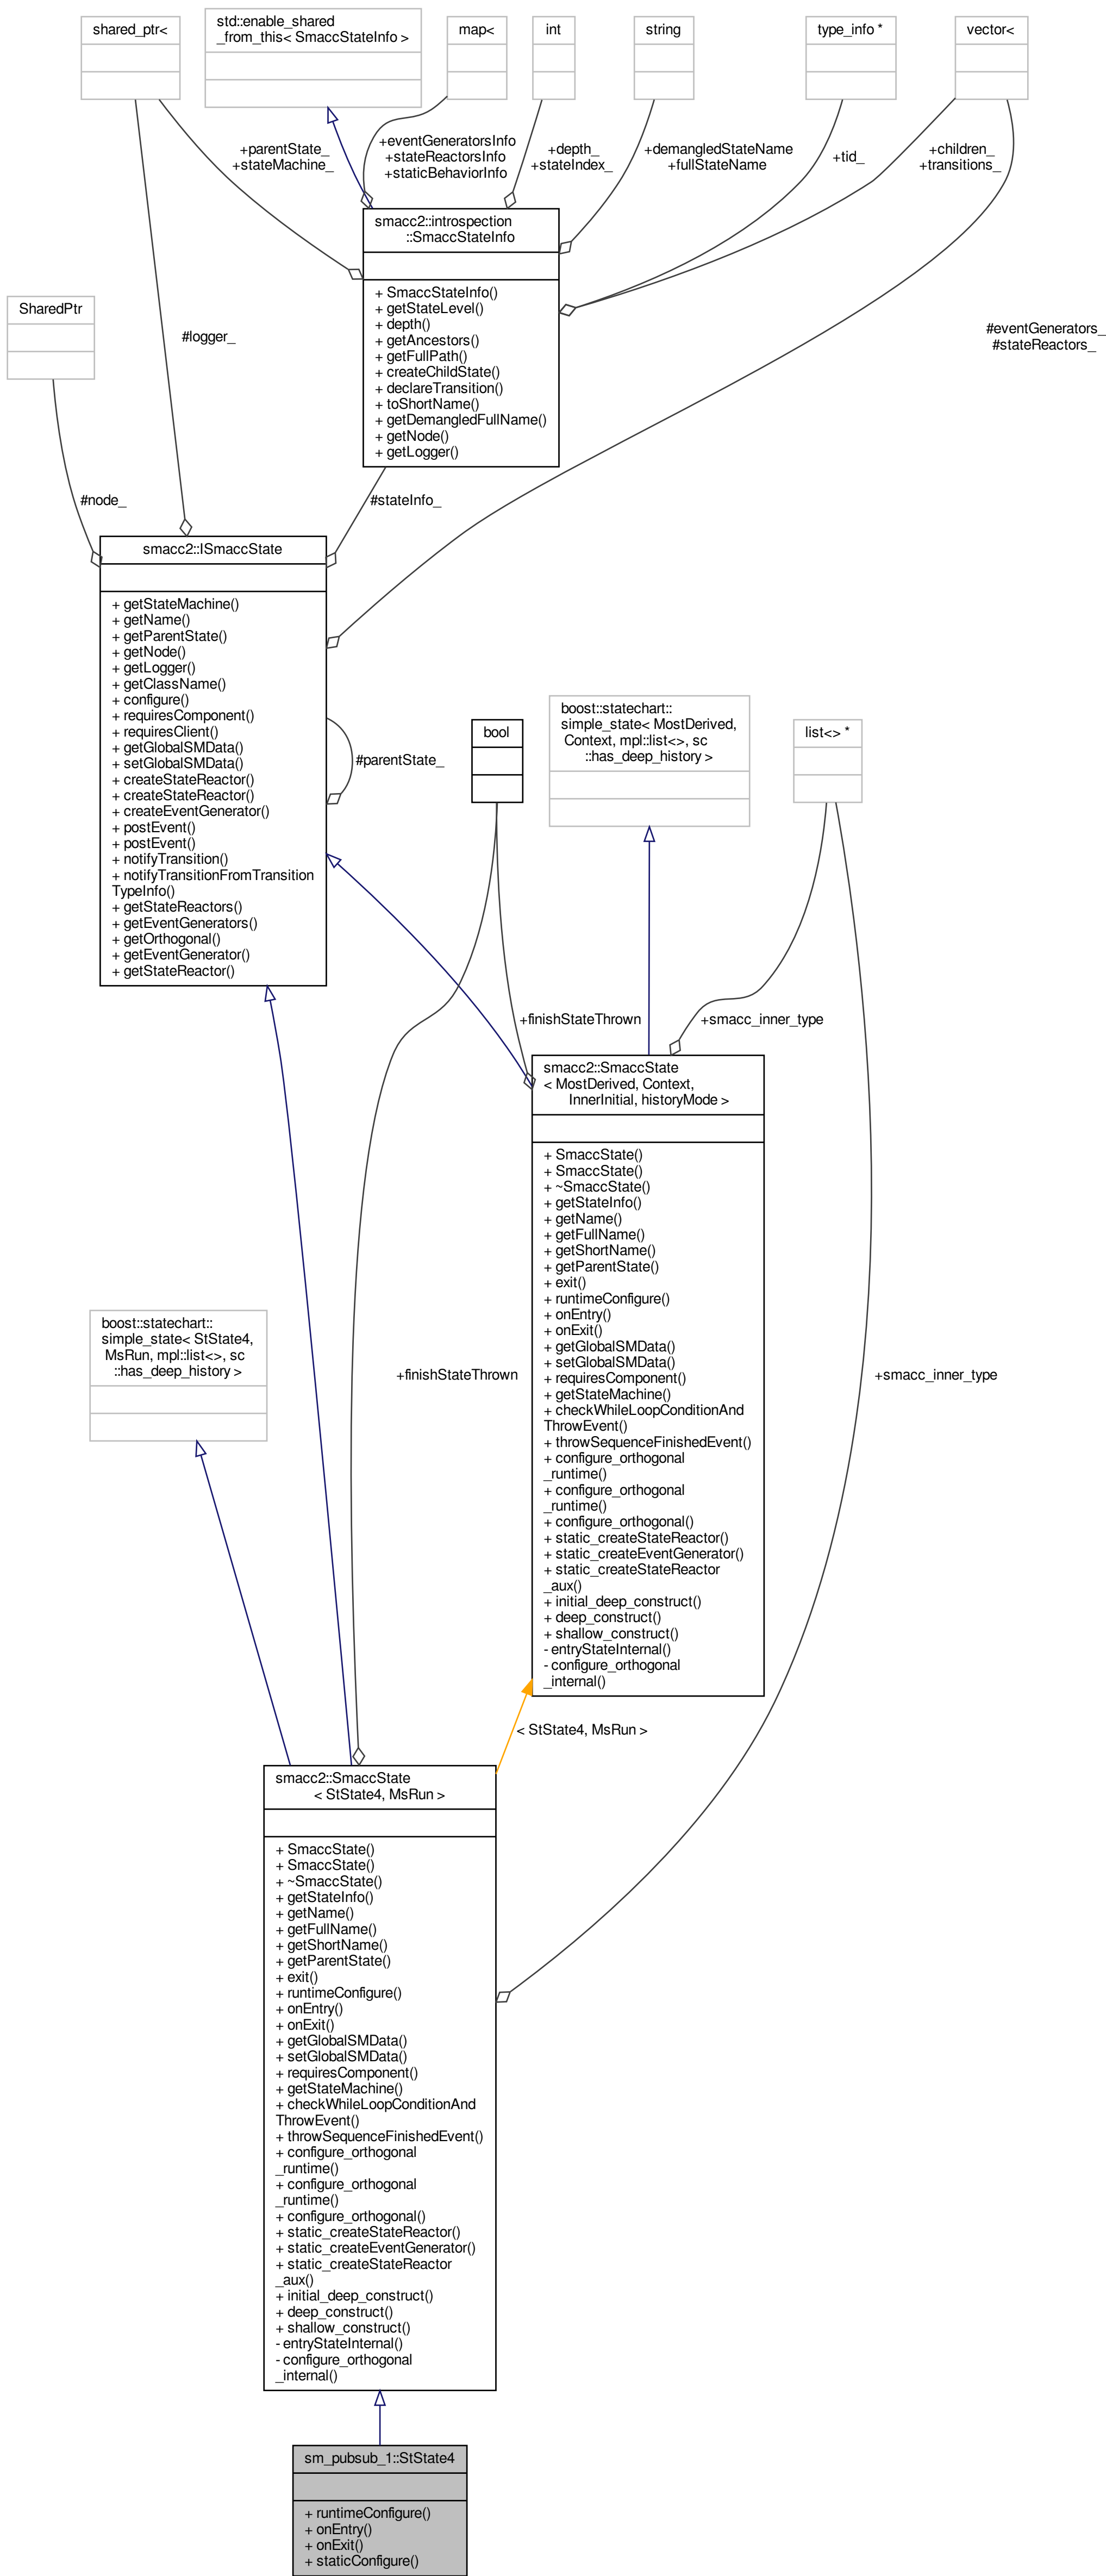 shared_ptr<
std::enable_shared
_from_this< SmaccStateInfo >
map<
int
string
type_info *
vector<
+parentState_
+stateMachine_
+eventGeneratorsInfo
+stateReactorsInfo
+staticBehaviorInfo
+depth_
+stateIndex_
+demangledStateName
+fullStateName
+tid_
+children_
+transitions_
smacc2::introspection
::SmaccStateInfo
+ SmaccStateInfo()
+ getStateLevel()
+ depth()
+ getAncestors()
+ getFullPath()
+ createChildState()
+ declareTransition()
+ toShortName()
+ getDemangledFullName()
+ getNode()
+ getLogger()
SharedPtr
#logger_
#eventGenerators_
#stateReactors_
#node_
#stateInfo_
smacc2::ISmaccState
+ getStateMachine()
+ getName()
+ getParentState()
+ getNode()
+ getLogger()
+ getClassName()
+ configure()
+ requiresComponent()
+ requiresClient()
+ getGlobalSMData()
+ setGlobalSMData()
+ createStateReactor()
+ createStateReactor()
+ createEventGenerator()
+ postEvent()
+ postEvent()
+ notifyTransition()
+ notifyTransitionFromTransition
TypeInfo()
+ getStateReactors()
+ getEventGenerators()
+ getOrthogonal()
+ getEventGenerator()
+ getStateReactor()
#parentState_
bool
boost::statechart::
simple_state< MostDerived,
Context, mpl::list<>, sc
::has_deep_history >
list<> *
+finishStateThrown
+smacc_inner_type
smacc2::SmaccState
< MostDerived, Context,
InnerInitial, historyMode >
+ SmaccState()
+ SmaccState()
+ ~SmaccState()
+ getStateInfo()
+ getName()
+ getFullName()
+ getShortName()
+ getParentState()
+ exit()
+ runtimeConfigure()
+ onEntry()
+ onExit()
+ getGlobalSMData()
+ setGlobalSMData()
+ requiresComponent()
+ getStateMachine()
+ checkWhileLoopConditionAnd
ThrowEvent()
+ throwSequenceFinishedEvent()
+ configure_orthogonal
_runtime()
+ configure_orthogonal
_runtime()
+ configure_orthogonal()
+ static_createStateReactor()
+ static_createEventGenerator()
+ static_createStateReactor
_aux()
+ initial_deep_construct()
+ deep_construct()
+ shallow_construct()
- entryStateInternal()
- configure_orthogonal
_internal()
boost::statechart::
simple_state< StState4,
MsRun, mpl::list<>, sc
::has_deep_history >
+finishStateThrown
+smacc_inner_type
< StState4, MsRun >
smacc2::SmaccState
< StState4, MsRun >
+ SmaccState()
+ SmaccState()
+ ~SmaccState()
+ getStateInfo()
+ getName()
+ getFullName()
+ getShortName()
+ getParentState()
+ exit()
+ runtimeConfigure()
+ onEntry()
+ onExit()
+ getGlobalSMData()
+ setGlobalSMData()
+ requiresComponent()
+ getStateMachine()
+ checkWhileLoopConditionAnd
ThrowEvent()
+ throwSequenceFinishedEvent()
+ configure_orthogonal
_runtime()
+ configure_orthogonal
_runtime()
+ configure_orthogonal()
+ static_createStateReactor()
+ static_createEventGenerator()
+ static_createStateReactor
_aux()
+ initial_deep_construct()
+ deep_construct()
+ shallow_construct()
- entryStateInternal()
- configure_orthogonal
_internal()
sm_pubsub_1::StState4
+ runtimeConfigure()
+ onEntry()
+ onExit()
+ staticConfigure()